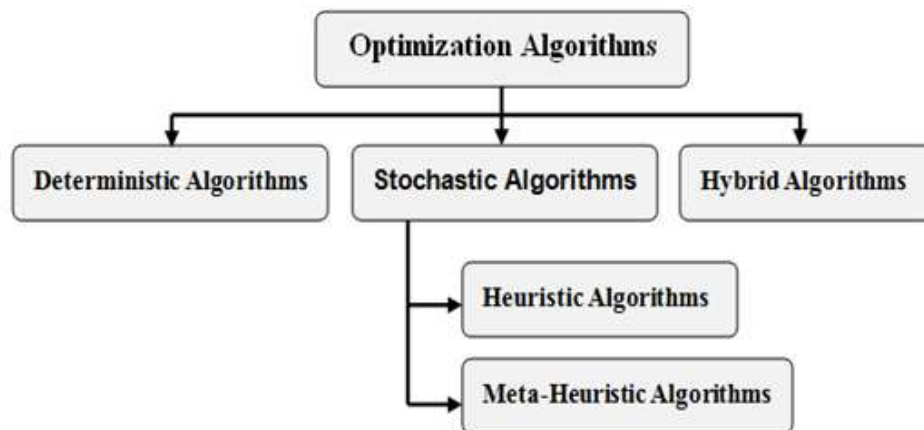 Optimization Algorithms
Deterministic Algorithms
Stochastic Algorithms
Hybrid Algorithms
Heuristic Algorithms
Meta-Heuristic Algorithms